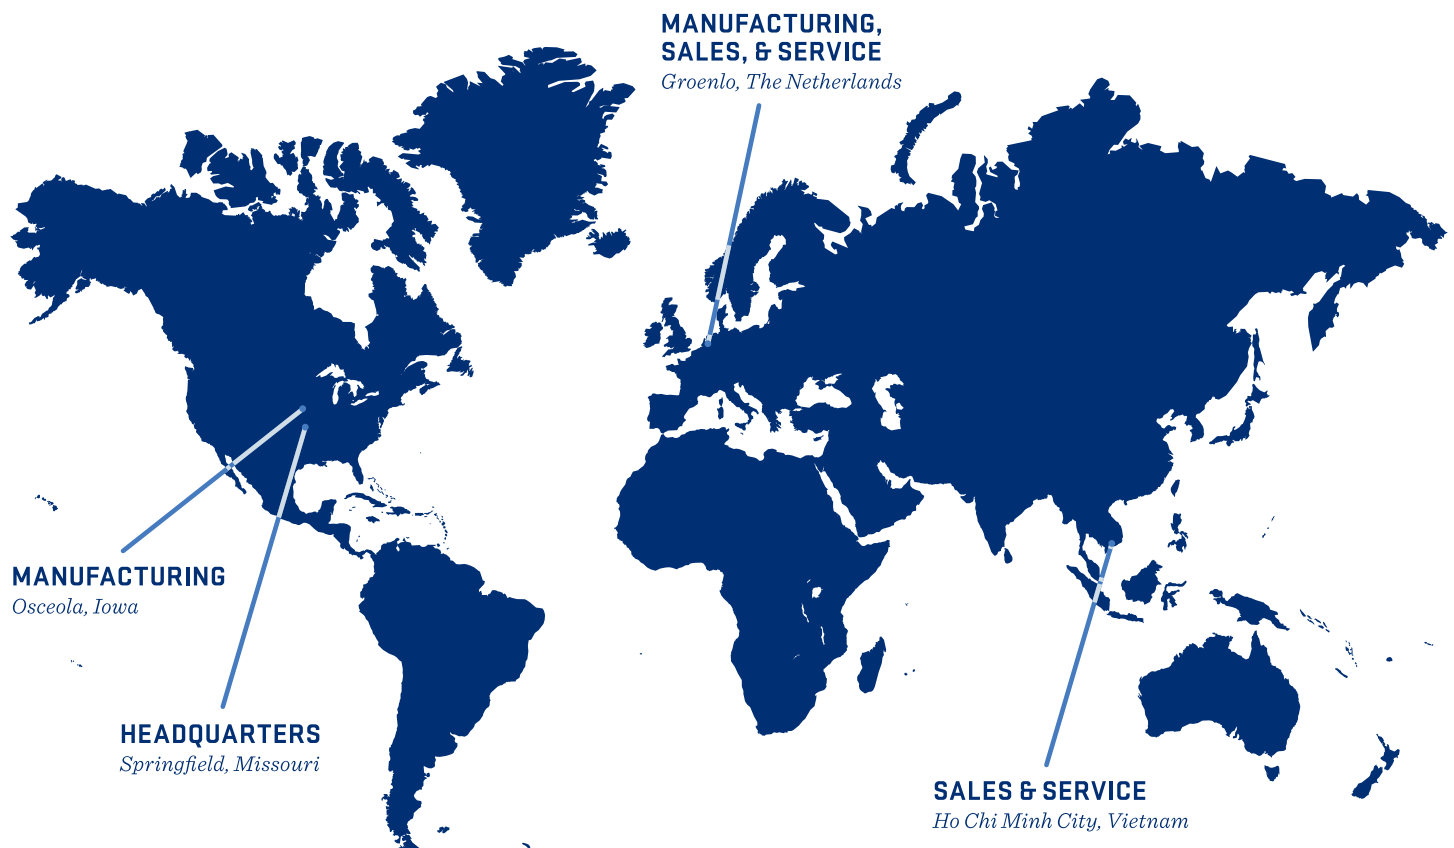 MANUFACTURING,
SALES, & SERVICE
Groenlo, The Netherlands
MANUFACTURING
Osceola, Iowa
HEADQUARTERS
Springfield, Missouri
SALES & SERVICE
Ho Chi Minh City, Vietnam